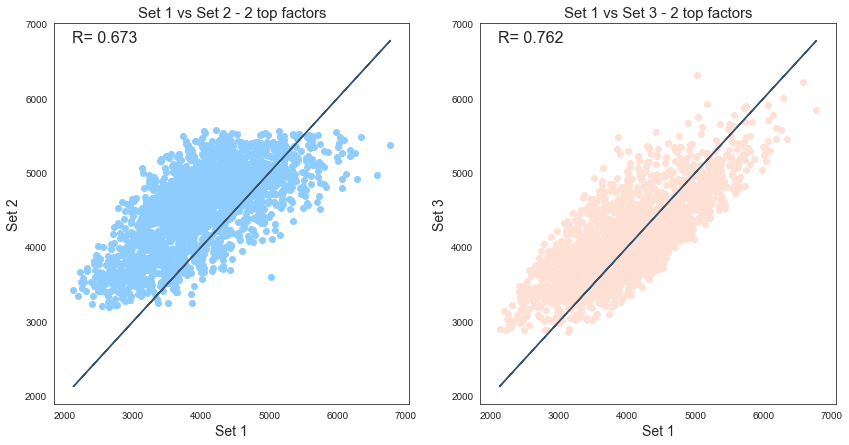 Set 1 vs Set 2 - 2 top factors
R= 0.673
7000
6000
5000
4000
3000
2000
Set 2
2000 3000 4000 5000 6000 7000
Set 1
Set 1 vs Set 3 - 2 top factors
R= 0.762
7000
6000
5000
4000
3000
2000
Set 3
2000 3000 4000 5000 6000 7000
Set 1